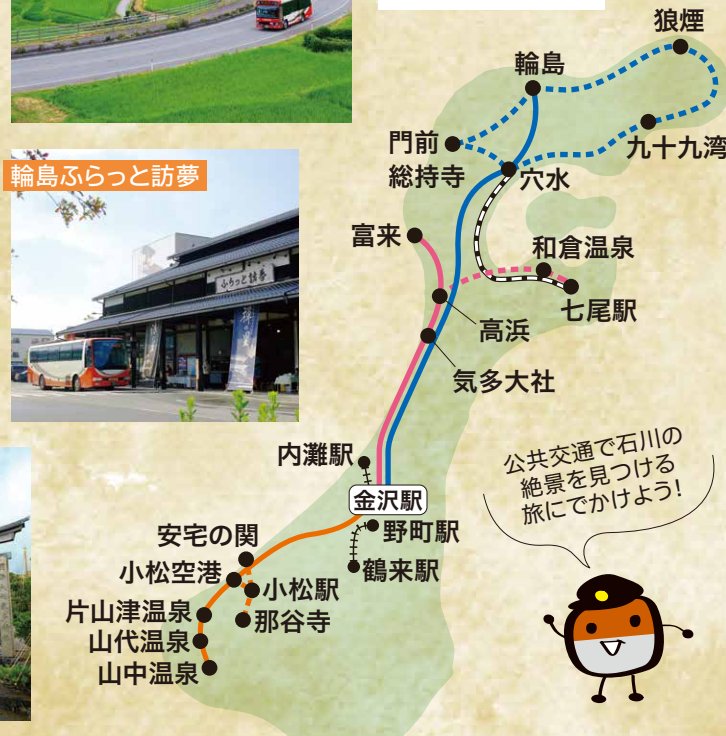 狼煙
輪島
門前
総持寺
九十九湾
穴水
輪島ふらっと訪夢
ふらっと訪夢
富来
和倉温泉
七尾駅
高浜
気多大社
公共交通で石川の
絶景を見つける
旅にでかけよう!
内灘駅
金沢駅
野町駅
鶴来駅
安宅の関
小松空港
小松駅
那谷寺
片山津温泉
山代温泉
山中温泉